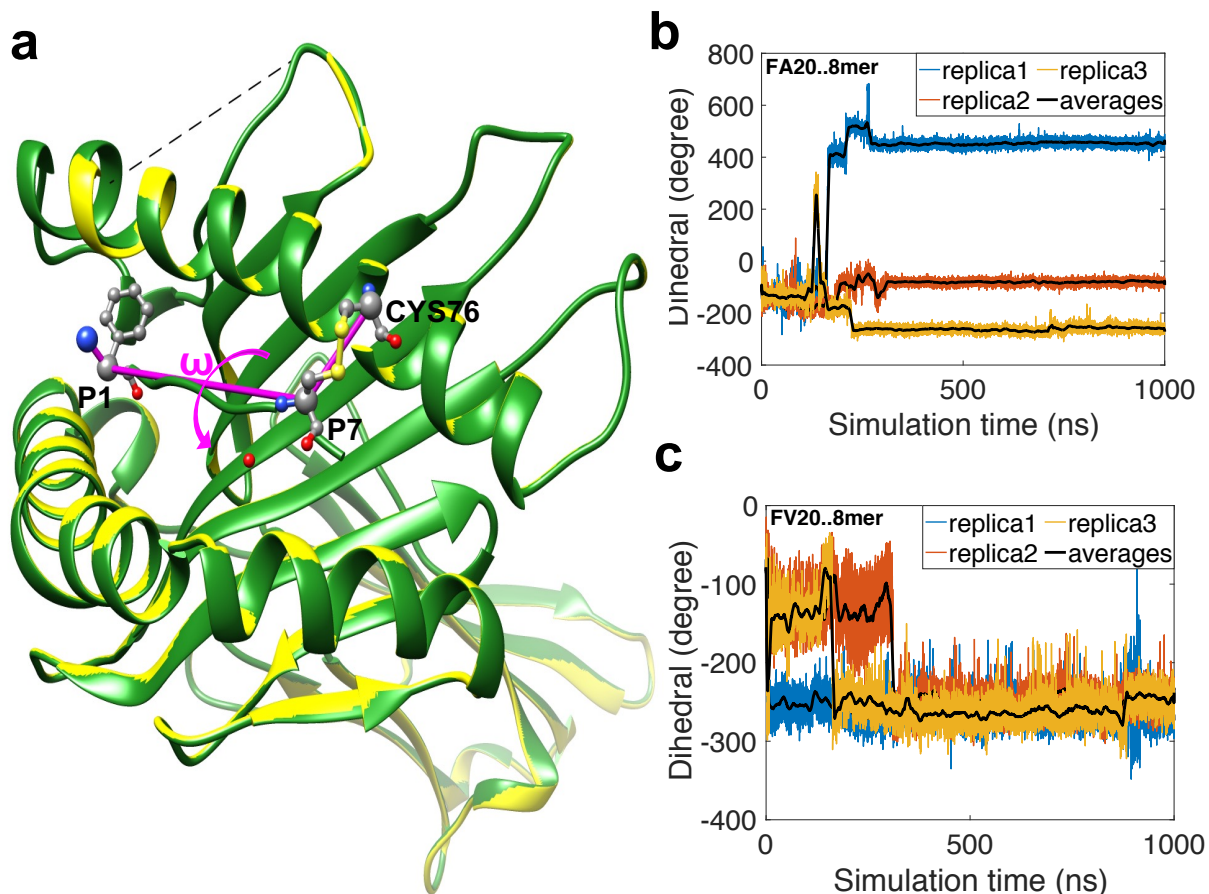 a
CYS76
ω
P1
P7
b
FA20..8mer
replica1
replica3
replica2
averages
800
600
400
200
0
-200
-400
Dihedral (degree)
0
500
1000
Simulation time (ns)
c
FV20..8mer
replica1
replica3
replica2
averages
0
-100
-200
-300
-400
Dihedral (degree)
0
500
1000
Simulation time (ns)